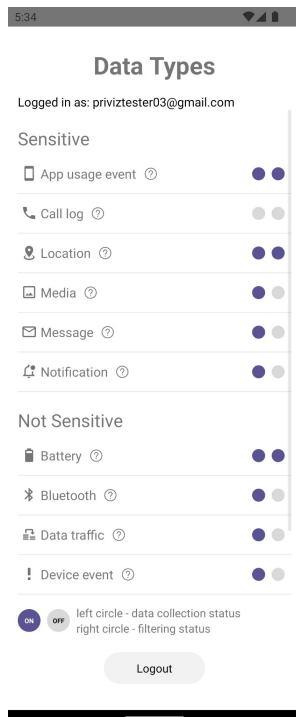 5:34
Data Types
Logged in as: priviztester03@gmail.com
Sensitive
App usage event ?
Call log ?
Location ?
Media ?
Message ?
Notification ?
Not Sensitive
Battery ?
Bluetooth ?
Data traffic ?
Device event ?
ON OFF left circle - data collection status
right circle - filtering status
Logout